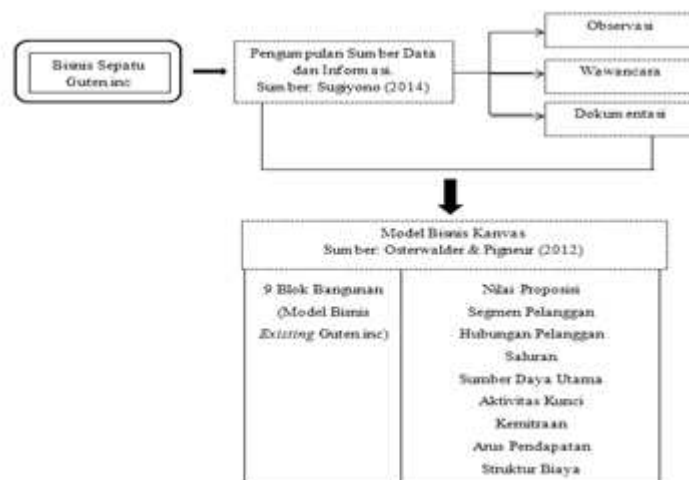 Bisnis Sepatu
Guten.inc
Pengumpulan Sumber Data
dan Informasi.
Sumber: Sugiyono (2014)
Observasi
Wawancara
Dokumentasi
Model Bisnis Kanvas
Sumber: Osterwalder & Pigneur (2012)
9 Blok Bangunan
(Model Bisnis
Existing Guten.inc)
Nilai Proposisi
Segmen Pelanggan
Hubungan Pelanggan
Saluran
Sumber Daya Utama
Aktivitas Kunci
Kemitraan
Arus Pendapatan
Struktur Biaya